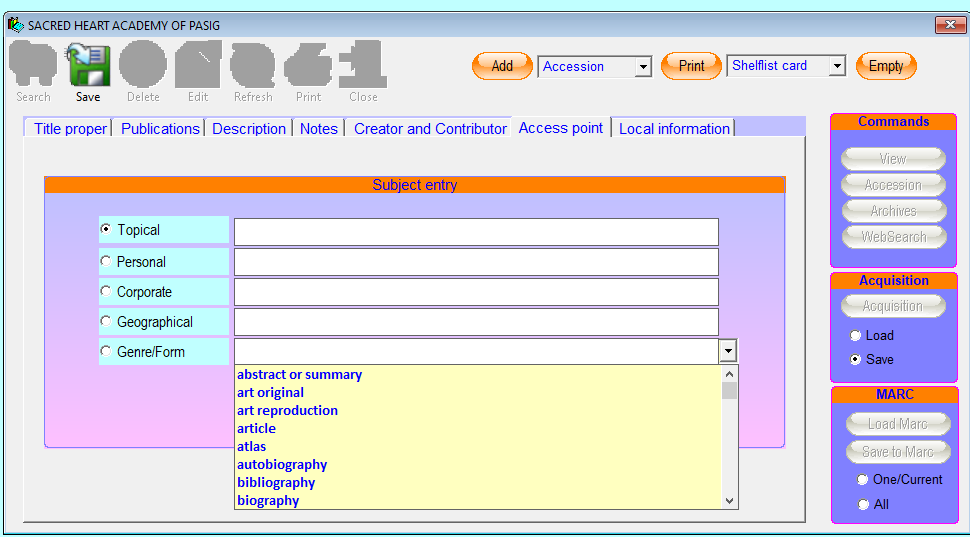 SACRED HEART ACADEMY OF PASIG
Search Save Delete Edit Refresh Print Close
Add Accession Print Shelflist card Empty
Title proper Publications Description Notes Creator and Contributor Access point Local information
Subject entry
Topical
Personal
Corporate
Geographical
Genre/Form
abstract or summary
art original
art reproduction
article
atlas
autobiography
bibliography
biography
Commands
View
Accession
Archives
WebSearch
Acquisition
Acquisition
Load
Save
MARC
Load Marc
Save to Marc
One/Current
All